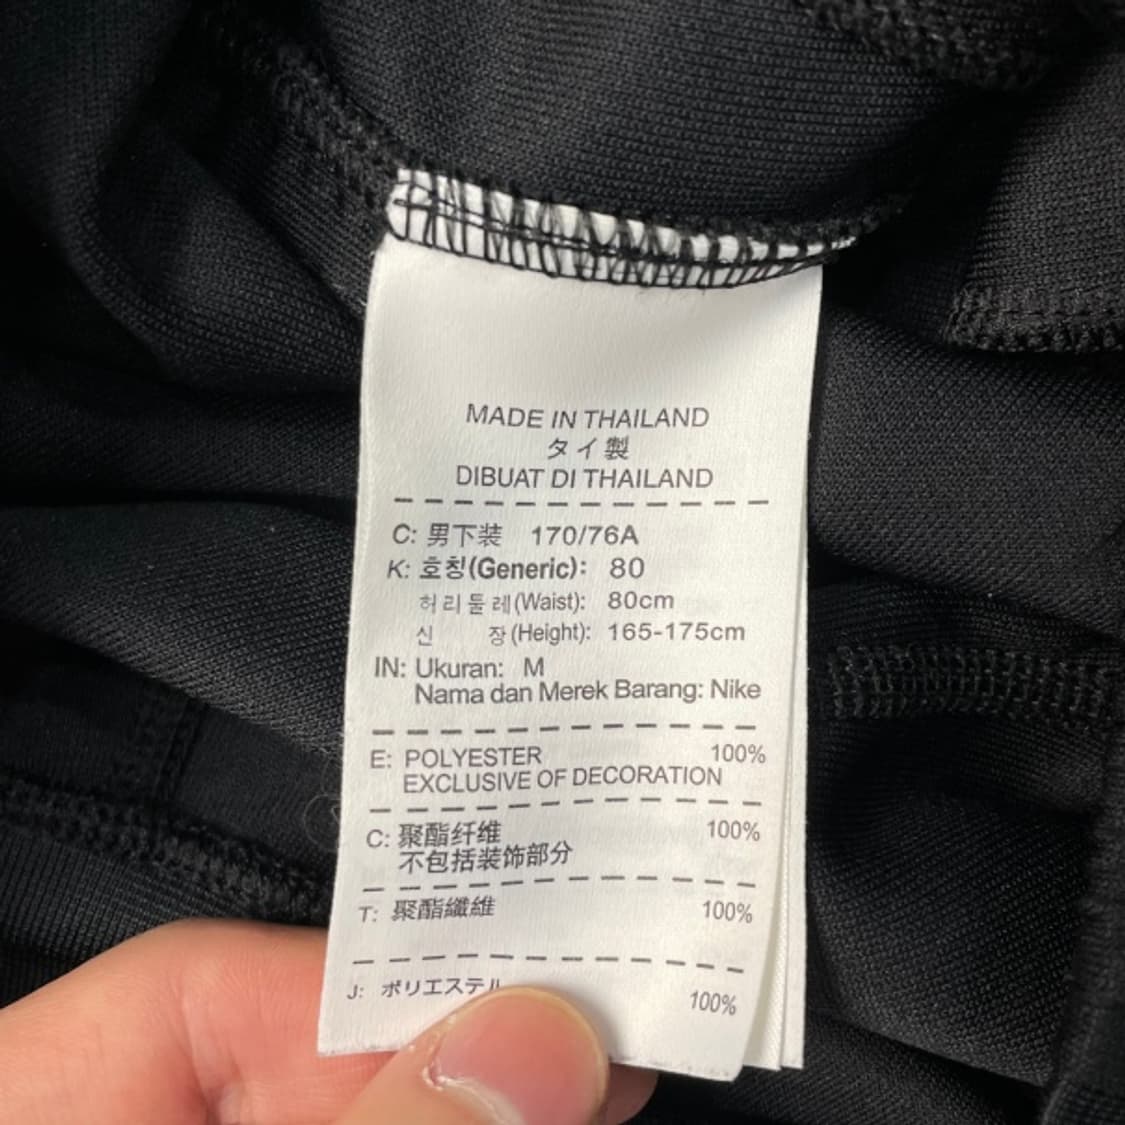 MADE IN THAILAND
タイ製
DIBUAT DI THAILAND
C: 男下装 170/76A
K: 호칭(Generic): 80
허리둘레(Waist): 80cm
신 장(Height): 165-175cm
IN: Ukuran: M
Nama dan Merek Barang: Nike
E: POLYESTER 100%
EXCLUSIVE OF DECORATION
C: 聚酯纤维 100%
不包括装饰部分
T: 聚酯纖維 100%
J: ポリエステル 100%